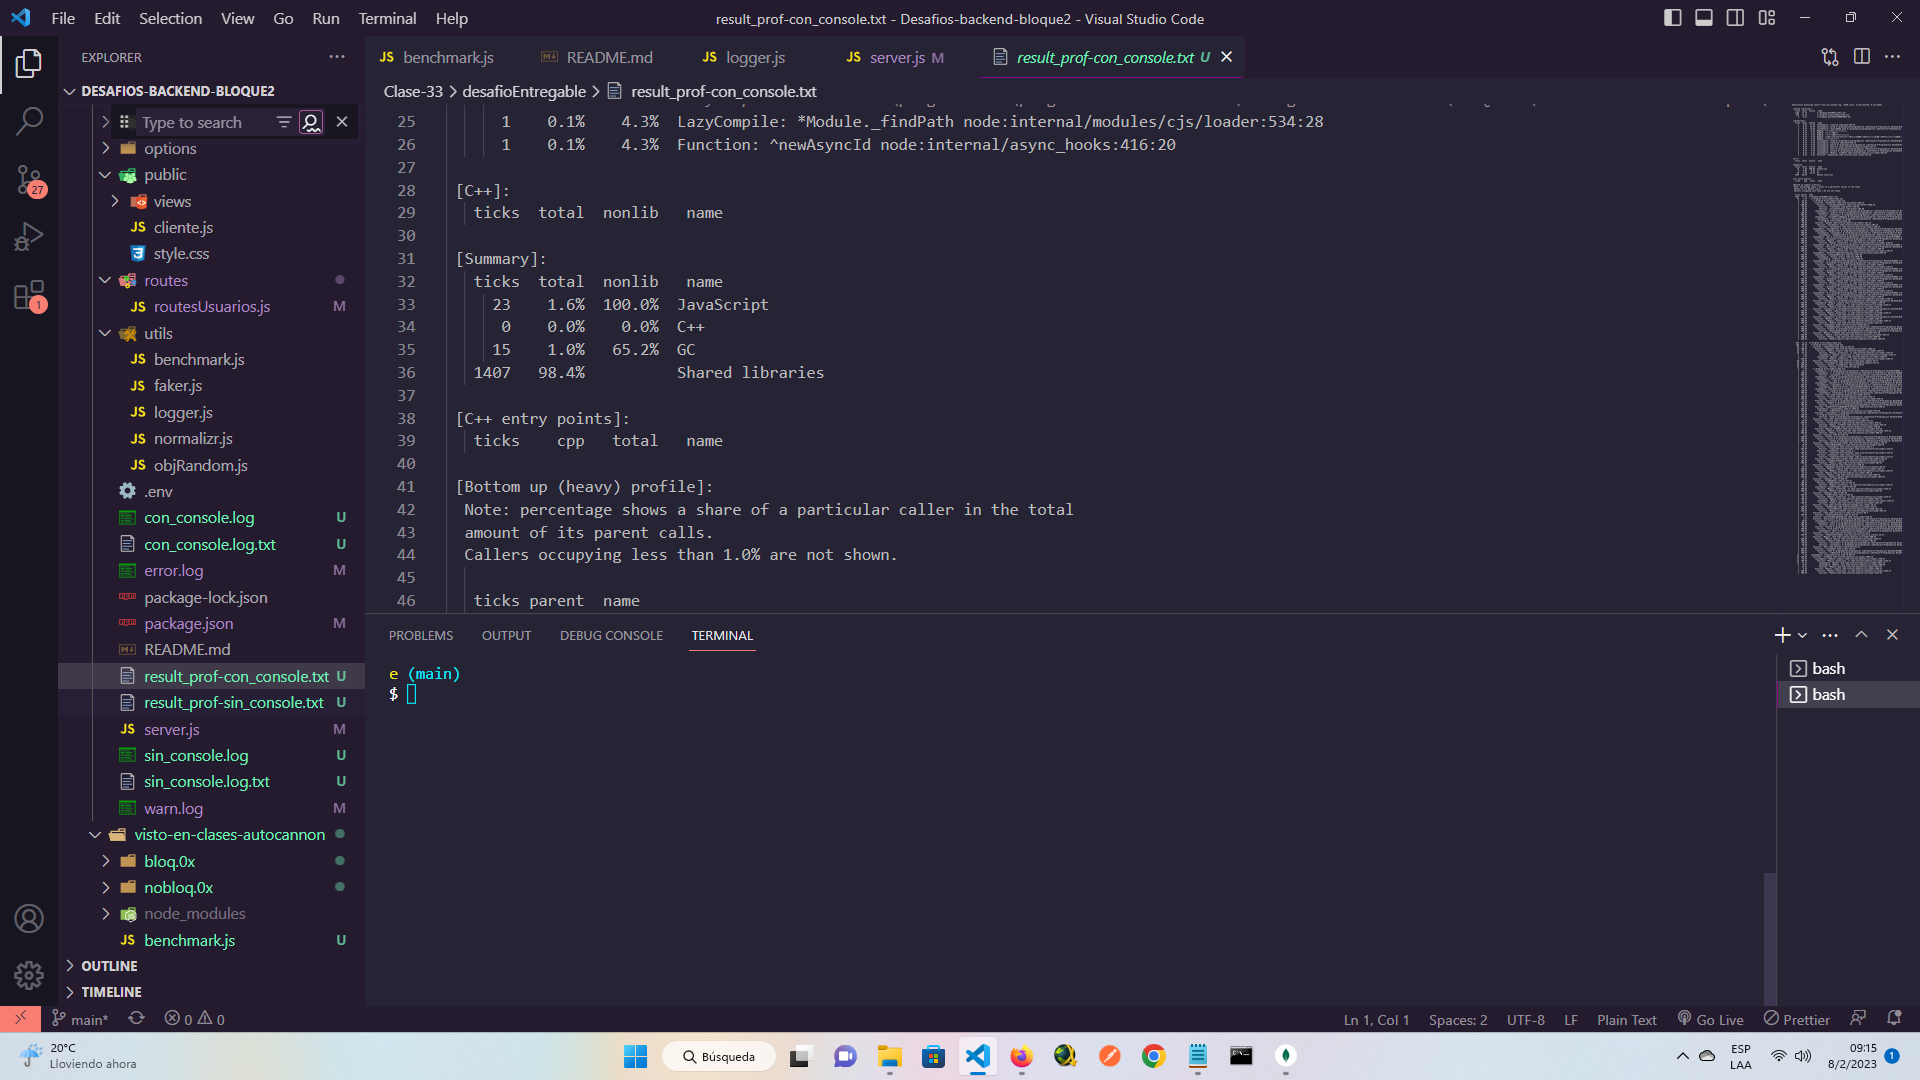 File Edit Selection View Go Run Terminal Help
result_prof-con_console.txt - Desafios-backend-bloque2 - Visual Studio Code
EXPLORER
benchmark.js
README.md
logger.js
server.js M
result_prof-con_console.txt U
DESAFIOS-BACKEND-BLOQUE2
Clase-33 > desafioEntregable > result_prof-con_console.txt
Type to search
options
public
views
cliente.js
style.css
routes
routesUsuarios.js M
utils
benchmark.js
faker.js
logger.js
normalizr.js
objRandom.js
.env
con_console.log U
con_console.log.txt U
error.log M
package-lock.json
package.json M
README.md
result_prof-con_console.txt U
result_prof-sin_console.txt U
server.js M
sin_console.log U
sin_console.log.txt U
warn.log M
visto-en-clases-autocannon
bloq.0x
nobloq.0x
node_modules
benchmark.js U
OUTLINE
TIMELINE
27
1
25 1 0.1% 4.3% LazyCompile: *Module._findPath node:internal/modules/cjs/loader:534:28
26 1 0.1% 4.3% Function: ^newAsyncId node:internal/async_hooks:416:20
27
28 [C++]:
29 ticks total nonlib name
30
31 [Summary]:
32 ticks total nonlib name
33 23 1.6% 100.0% JavaScript
34 0 0.0% 0.0% C++
35 15 1.0% 65.2% GC
36 1407 98.4% Shared libraries
37
38 [C++ entry points]:
39 ticks cpp total name
40
41 [Bottom up (heavy) profile]:
42 Note: percentage shows a share of a particular caller in the total
43 amount of its parent calls.
44 Callers occupying less than 1.0% are not shown.
45
46 ticks parent name
PROBLEMS OUTPUT DEBUG CONSOLE TERMINAL
e (main)
$
bash
bash
main* 0 0
Ln 1, Col 1 Spaces: 2 UTF-8 LF Plain Text Go Live Prettier
20°C
Lloviendo ahora
Búsqueda
ESP
LAA
09:15
8/2/2023
1